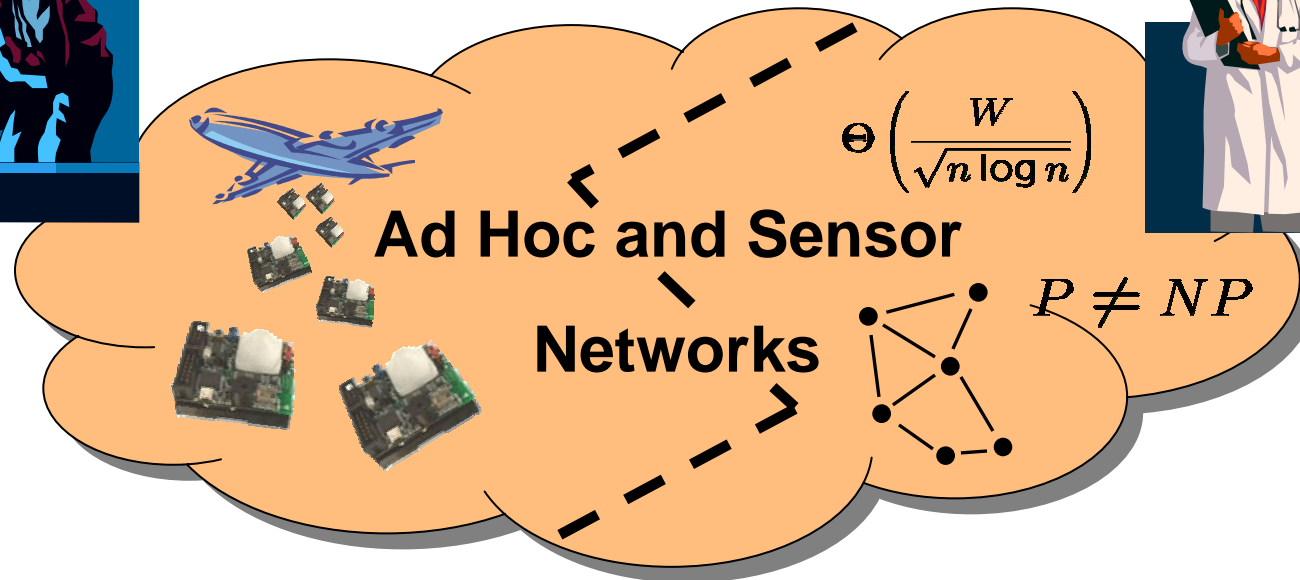 Θ(W / √(n log n))
Ad Hoc and Sensor
P ≠ NP
Networks